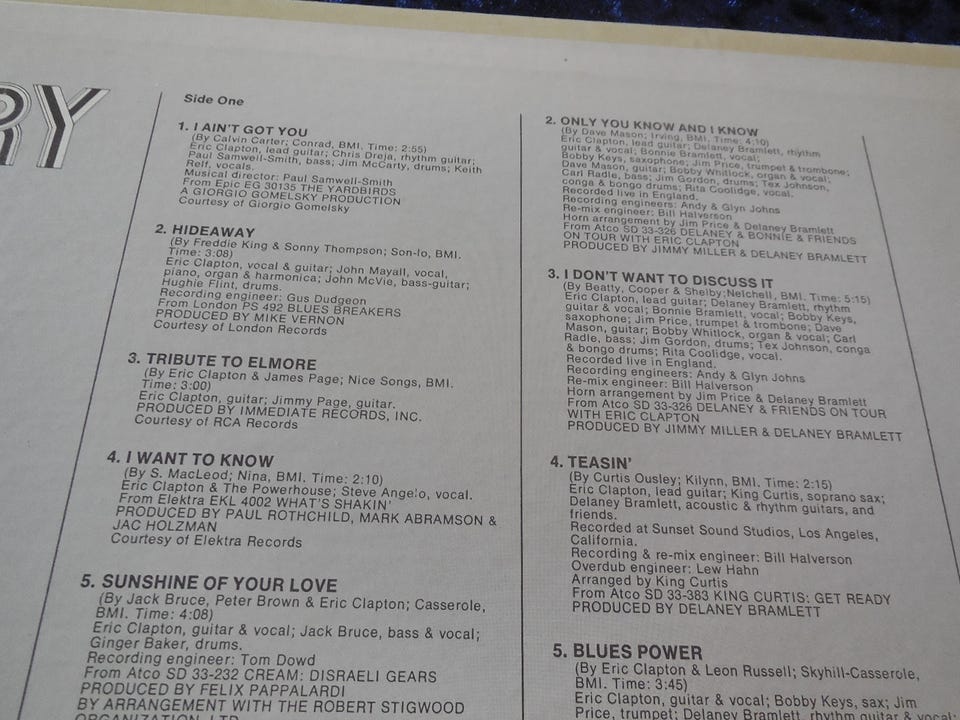 RY
Side One
1. I AIN'T GOT YOU
(By Calvin Carter; Conrad, BMI. Time: 2:55)
Eric Clapton, lead guitar; Chris Dreja, rhythm guitar;
Paul Samwell-Smith, bass; Jim McCarty, drums; Keith
Relf, vocals.
Musical director: Paul Samwell-Smith
From Epic EG 30135 THE YARDBIRDS
A GIORGIO GOMELSKY PRODUCTION
Courtesy of Giorgio Gomelsky
2. HIDEAWAY
(By Freddie King & Sonny Thompson; Son-lo, BMI.
Time: 3:08)
Eric Clapton, vocal & guitar; John Mayall, vocal,
piano, organ & harmonica; John McVie, bass-guitar;
Hughie Flint, drums.
Recording engineer: Gus Dudgeon
From London PS 492 BLUES BREAKERS
PRODUCED BY MIKE VERNON
Courtesy of London Records
3. TRIBUTE TO ELMORE
(By Eric Clapton & James Page; Nice Songs, BMI.
Time: 3:00)
Eric Clapton, guitar; Jimmy Page, guitar.
PRODUCED BY IMMEDIATE RECORDS, INC.
Courtesy of RCA Records
4. I WANT TO KNOW
(By S. MacLeod; Nina, BMI. Time: 2:10)
Eric Clapton & The Powerhouse; Steve Angelo, vocal.
From Elektra EKL 4002 WHAT'S SHAKIN'
PRODUCED BY PAUL ROTHCHILD, MARK ABRAMSON &
JAC HOLZMAN
Courtesy of Elektra Records
5. SUNSHINE OF YOUR LOVE
(By Jack Bruce, Peter Brown & Eric Clapton; Casserole,
BMI. Time: 4:08)
Eric Clapton, guitar & vocal; Jack Bruce, bass & vocal;
Ginger Baker, drums.
Recording engineer: Tom Dowd
From Atco SD 33-232 CREAM: DISRAELI GEARS
PRODUCED BY FELIX PAPPALARDI
BY ARRANGEMENT WITH THE ROBERT STIGWOOD
ORGANIZATION, LTD.
2. ONLY YOU KNOW AND I KNOW
(By Dave Mason; Irving, BMI. Time: 4:10)
Eric Clapton, lead guitar; Delaney Bramlett, rhythm
guitar & vocal; Bonnie Bramlett, vocal;
Bobby Keys, saxophone; Jim Price, trumpet & trombone;
Dave Mason, guitar; Bobby Whitlock, organ & vocal;
Carl Radle, bass; Jim Gordon, drums; Tex Johnson,
conga & bongo drums; Rita Coolidge, vocal.
Recorded live in England.
Recording engineers: Andy & Glyn Johns
Re-mix engineer: Bill Halverson
Horn arrangement by Jim Price & Delaney Bramlett
From Atco SD 33-326 DELANEY & BONNIE & FRIENDS
ON TOUR WITH ERIC CLAPTON
PRODUCED BY JIMMY MILLER & DELANEY BRAMLETT
3. I DON'T WANT TO DISCUSS IT
(By Beatty, Cooper & Shelby;Nelchell, BMI. Time: 5:15)
Eric Clapton, lead guitar; Delaney Bramlett, rhythm
guitar & vocal; Bonnie Bramlett, vocal; Bobby Keys,
saxophone; Jim Price, trumpet & trombone; Dave
Mason, guitar; Bobby Whitlock, organ & vocal; Carl
Radle, bass; Jim Gordon, drums; Tex Johnson, conga
& bongo drums; Rita Coolidge, vocal.
Recorded live in England.
Recording engineers: Andy & Glyn Johns
Re-mix engineer: Bill Halverson
Horn arrangement by Jim Price & Delaney Bramlett
From Atco SD 33-326 DELANEY & FRIENDS ON TOUR
WITH ERIC CLAPTON
PRODUCED BY JIMMY MILLER & DELANEY BRAMLETT
4. TEASIN'
(By Curtis Ousley; Kilynn, BMI. Time: 2:15)
Eric Clapton, lead guitar; King Curtis, soprano sax;
Delaney Bramlett, acoustic & rhythm guitars, and
friends.
Recorded at Sunset Sound Studios, Los Angeles,
California.
Recording & re-mix engineer: Bill Halverson
Overdub engineer: Lew Hahn
Arranged by King Curtis
From Atco SD 33-383 KING CURTIS: GET READY
PRODUCED BY DELANEY BRAMLETT
5. BLUES POWER
(By Eric Clapton & Leon Russell; Skyhill-Casserole,
BMI. Time: 3:45)
Eric Clapton, guitar & vocal; Bobby Keys, sax; Jim
Price, trumpet; Delaney Bramlett, rhythm guitar & vocal;